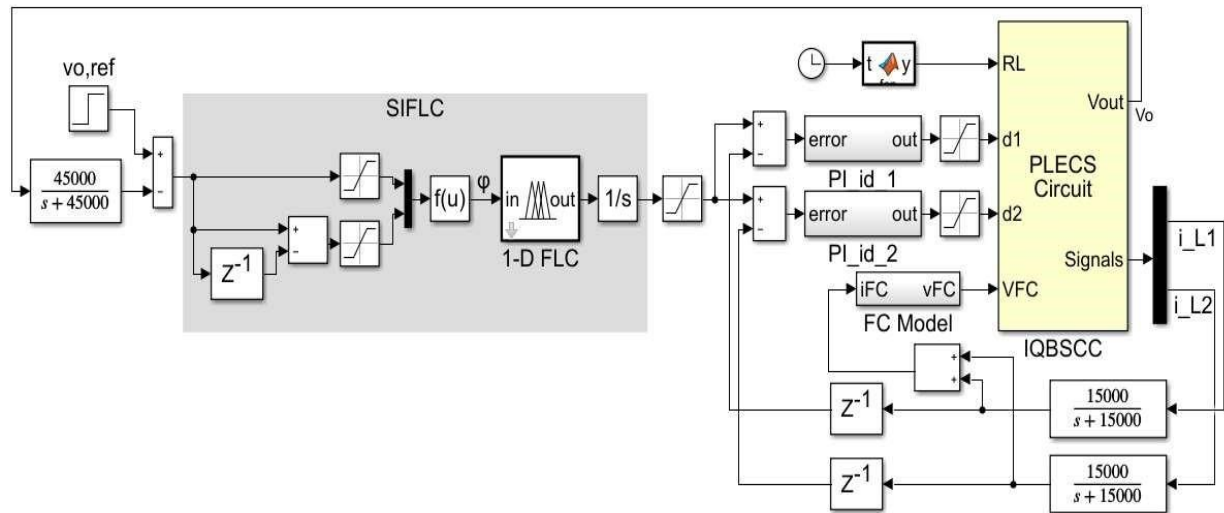 vo,ref
45000
s + 45000
+
−
SIFLC
+
−
Z-1
f(u)
φ
in out
1-D FLC
1/s
t y
+
−
error out
PI_id_1
+
−
error out
PI_id_2
iFC vFC
FC Model
RL
Vout
Vo
d1
PLECS
Circuit
d2
Signals
VFC
IQBSCC
i_L1
i_L2
+
+
Z-1
15000
s + 15000
Z-1
15000
s + 15000